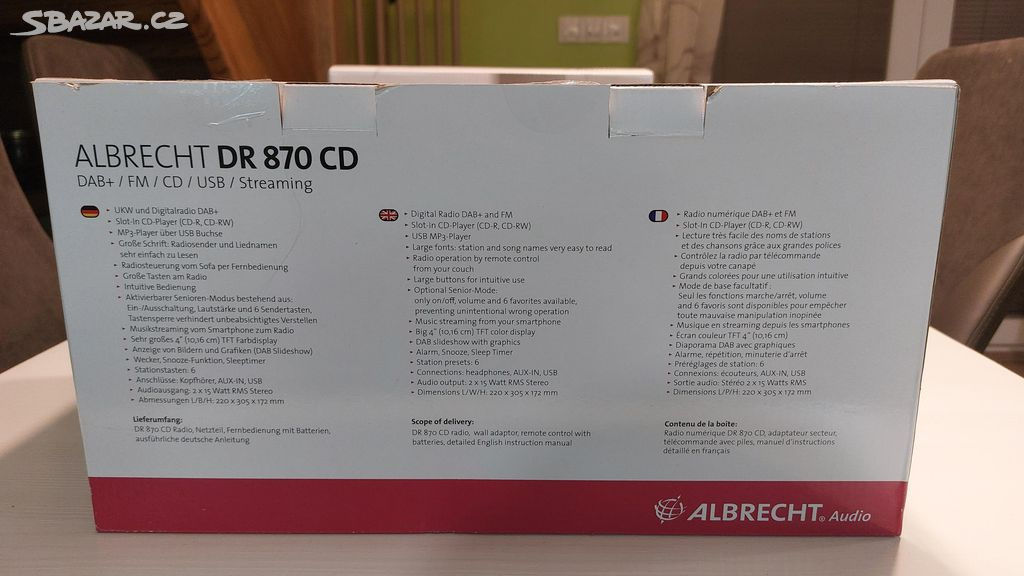 SBAZAR.CZ
ALBRECHT DR 870 CD
DAB+ / FM / CD / USB / Streaming
▸ UKW und Digitalradio DAB+
▸ Slot-In CD-Player (CD-R, CD-RW)
▸ MP3-Player über USB Buchse
▸ Große Schrift: Radiosender und Liednamen
sehr einfach zu Lesen
▸ Radiosteuerung vom Sofa per Fernbedienung
▸ Große Tasten am Radio
▸ Intuitive Bedienung
▸ Aktivierbarer Senioren-Modus bestehend aus:
Ein-/Ausschaltung, Lautstärke und 6 Sendertasten,
Tastensperre verhindert unbeabsichtigtes Verstellen
▸ Musikstreaming vom Smartphone zum Radio
▸ Sehr großes 4" (10,16 cm) TFT Farbdisplay
▸ Anzeige von Bildern und Grafiken (DAB Slideshow)
▸ Wecker, Snooze-Funktion, Sleeptimer
▸ Stationstasten: 6
▸ Anschlüsse: Kopfhörer, AUX-IN, USB
▸ Audioausgang: 2 x 15 Watt RMS Stereo
▸ Abmessungen L/B/H: 220 x 305 x 172 mm
Lieferumfang:
DR 870 CD Radio, Netzteil, Fernbedienung mit Batterien,
ausführliche deutsche Anleitung
▸ Digital Radio DAB+ and FM
▸ Slot-In CD-Player (CD-R, CD-RW)
▸ USB MP3-Player
▸ Large fonts: station and song names very easy to read
▸ Radio operation by remote control
from your couch
▸ Large buttons for intuitive use
▸ Optional Senior-Mode:
only on/off, volume and 6 favorites available,
preventing unintentional wrong operation
▸ Music streaming from your smartphone
▸ Big 4" (10,16 cm) TFT color display
▸ DAB slideshow with graphics
▸ Alarm, Snooze, Sleep Timer
▸ Station presets: 6
▸ Connections: headphones, AUX-IN, USB
▸ Audio output: 2 x 15 Watt RMS Stereo
▸ Dimensions L/W/H: 220 x 305 x 172 mm
Scope of delivery:
DR 870 CD radio, wall adaptor, remote control with
batteries, detailed English instruction manual
▸ Radio numérique DAB+ et FM
▸ Slot-In CD-Player (CD-R, CD-RW)
▸ Lecture très facile des noms de stations
et des chansons grâce aux grandes polices
▸ Contrôlez la radio par télécommande
depuis votre canapé
▸ Grands colorées pour une utilisation intuitive
▸ Mode de base facultatif :
Seul les fonctions marche/arrêt, volume
and 6 favoris sont disponibles pour empêcher
toute mauvaise manipulation inopinée
▸ Musique en streaming depuis les smartphones
▸ Écran couleur TFT 4" (10,16 cm)
▸ Diaporama DAB avec graphiques
▸ Alarme, répétition, minuterie d'arrêt
▸ Préréglages de station: 6
▸ Connexions: écouteurs, AUX-IN, USB
▸ Sortie audio: Stéréo 2 x 15 Watts RMS
▸ Dimensions L/P/H: 220 x 305 x 172 mm
Contenu de la boîte:
Radio numérique DR 870 CD, adaptateur secteur,
télécommande avec piles, manuel d'instructions
détaillé en français
ALBRECHT® Audio